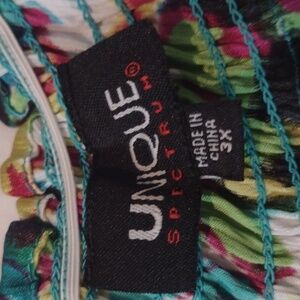 UNIQUE®
SPECTRUM
MADE IN
CHINA
3X